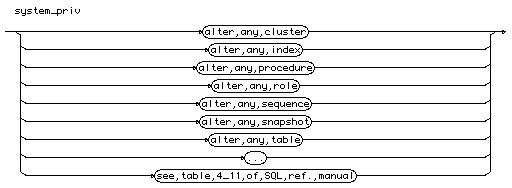 system_priv
alter,any,cluster
alter,any,index
alter,any,procedure
alter,any,role
alter,any,sequence
alter,any,snapshot
alter,any,table
...
see,table,4_11,of,SQL,ref.,manual